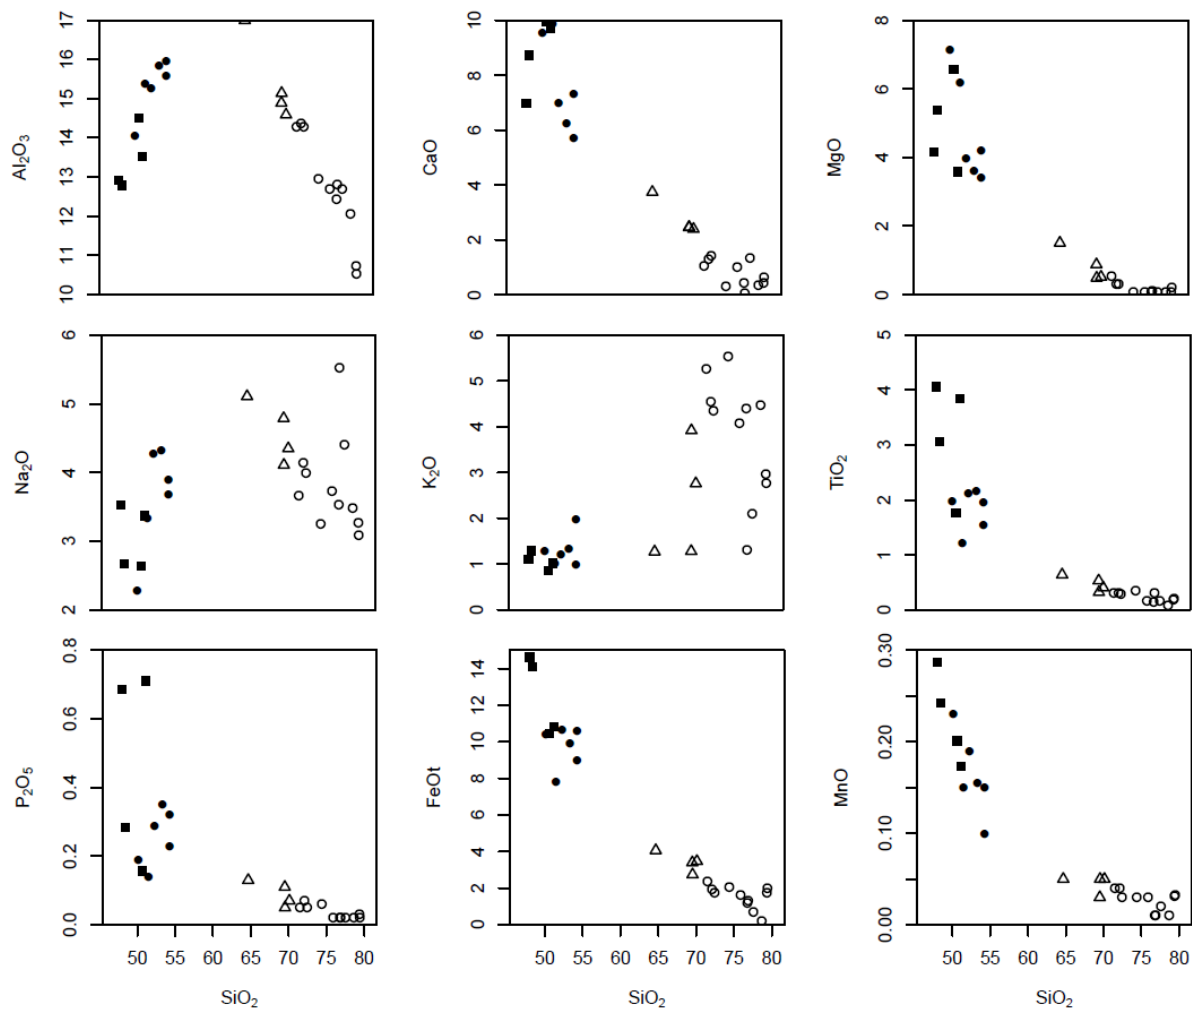 Al₂O₃
10 11 12 13 14 15 16 17
CaO
0 2 4 6 8 10
MgO
0 2 4 6 8
Na₂O
2 3 4 5 6
K₂O
0 1 2 3 4 5 6
TiO₂
0 1 2 3 4 5
P₂O₅
0.0 0.2 0.4 0.6 0.8
50 55 60 65 70 75 80
SiO₂
FeOt
0 2 4 6 8 10 12 14
50 55 60 65 70 75 80
SiO₂
MnO
0.00 0.10 0.20 0.30
50 55 60 65 70 75 80
SiO₂